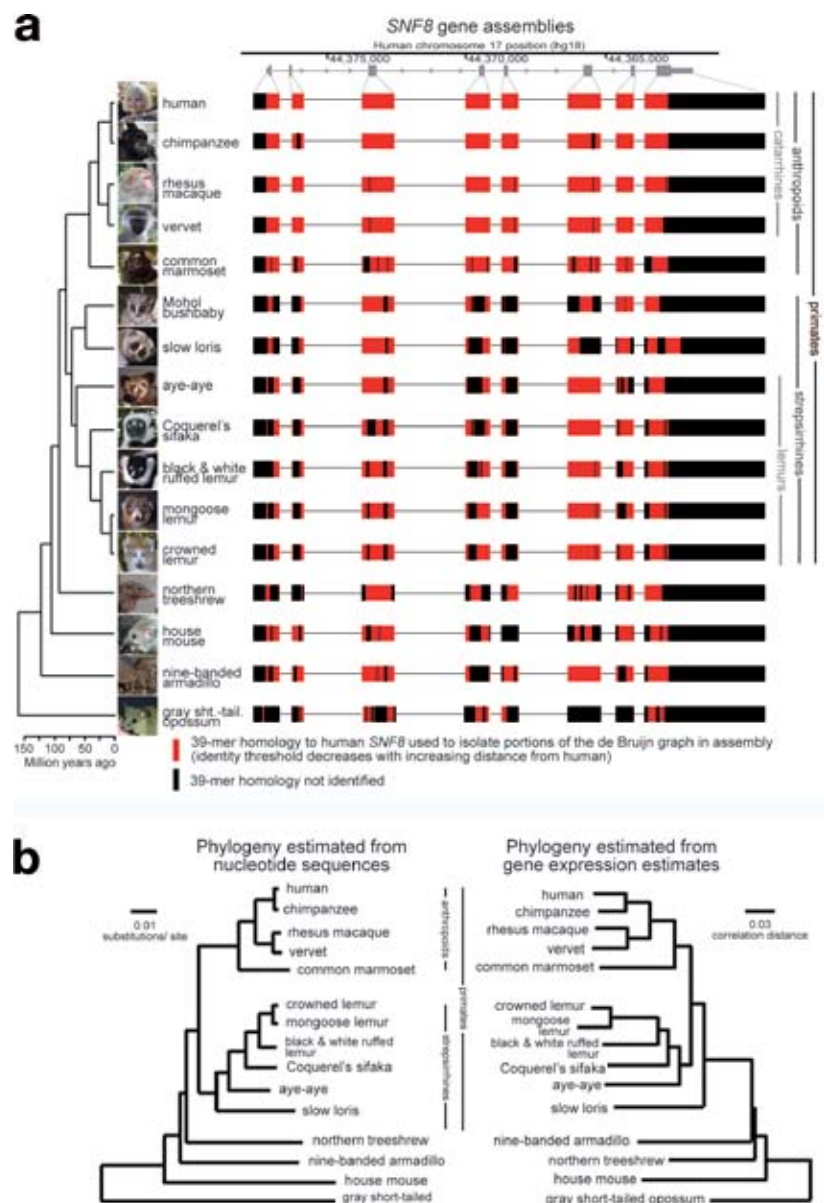 a
SNF8 gene assemblies
Human chromosome 17 position (hg18)
44,375,000
44,370,000
44,365,000
human
chimpanzee
rhesus
macaque
vervet
common
marmoset
Mohol
bushbaby
slow loris
aye-aye
Coquerel's
sifaka
black & white
ruffed lemur
mongoose
lemur
crowned
lemur
northern
treeshrew
house
mouse
nine-banded
armadillo
gray sht.-tail.
opossum
catarrhines
anthropoids
primates
strepsirrhines
lemurs
150 100 50 0
Million years ago
39-mer homology to human SNF8 used to isolate portions of the de Bruijn graph in assembly
(identity threshold decreases with increasing distance from human)
39-mer homology not identified
b
Phylogeny estimated from
nucleotide sequences
0.01
substitutions/ site
human
chimpanzee
rhesus macaque
vervet
common marmoset
crowned lemur
mongoose lemur
black & white ruffed
lemur
Coquerel's sifaka
aye-aye
slow loris
northern treeshrew
nine-banded armadillo
house mouse
gray short-tailed
anthropoids
primates
strepsirrhines
Phylogeny estimated from
gene expression estimates
0.03
correlation distance
human
chimpanzee
rhesus macaque
vervet
common marmoset
crowned lemur
mongoose
lemur
black & white ruffed
lemur
Coquerel's sifaka
aye-aye
slow loris
nine-banded armadillo
northern treeshrew
house mouse
gray short-tailed opossum